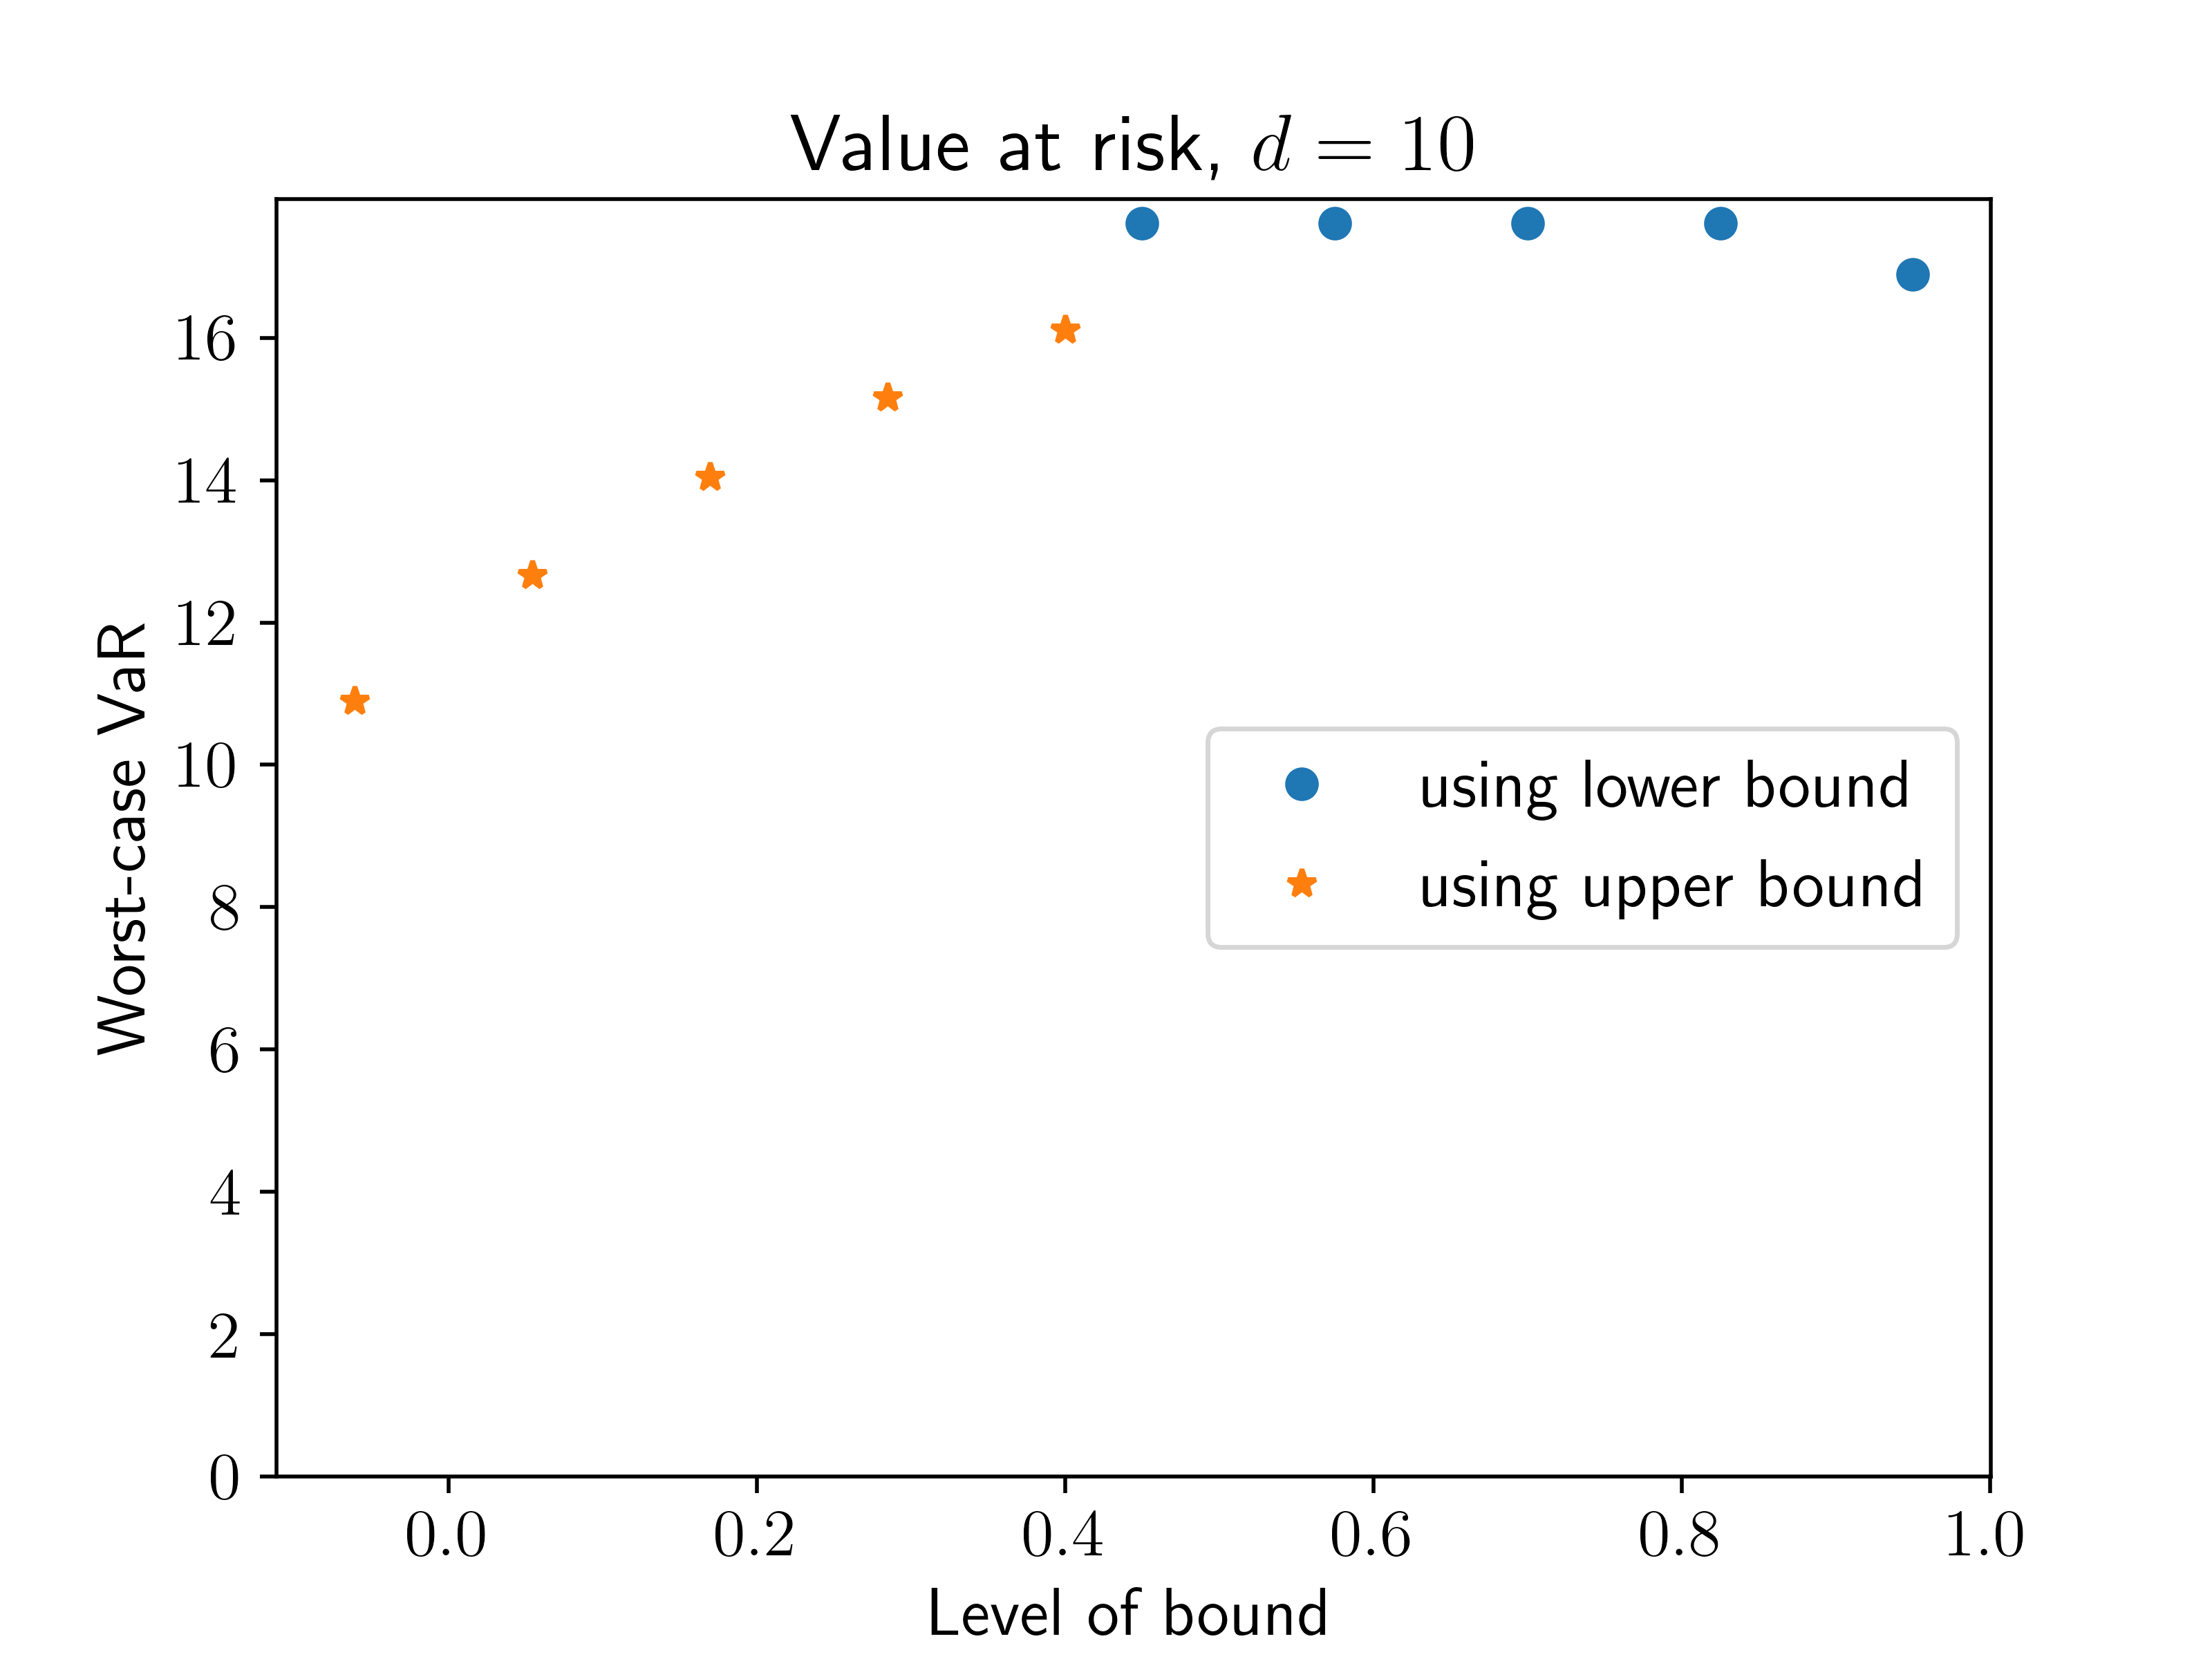 Value at risk, d = 10
Worst-case VaR
16
14
12
10
8
6
4
2
0
using lower bound
using upper bound
0.0 0.2 0.4 0.6 0.8 1.0
Level of bound